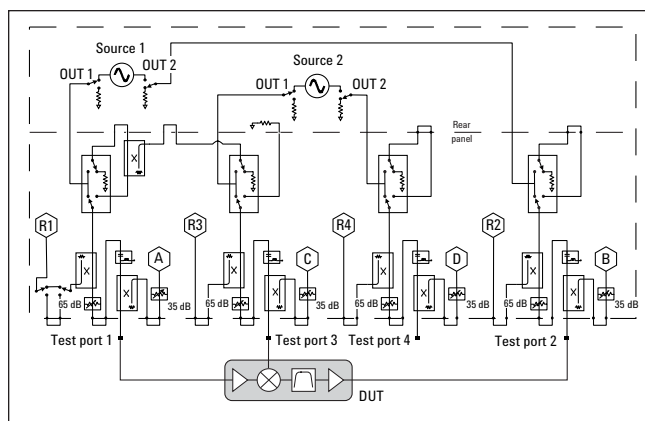 Source 1
Source 2
OUT 1
OUT 2
OUT 1
OUT 2
Rear
panel
R1
A
R3
C
R4
D
R2
B
X
X
X
X
X
X
X
X
X
65 dB
35 dB
65 dB
35 dB
65 dB
35 dB
65 dB
35 dB
Test port 1
Test port 3
Test port 4
Test port 2
DUT